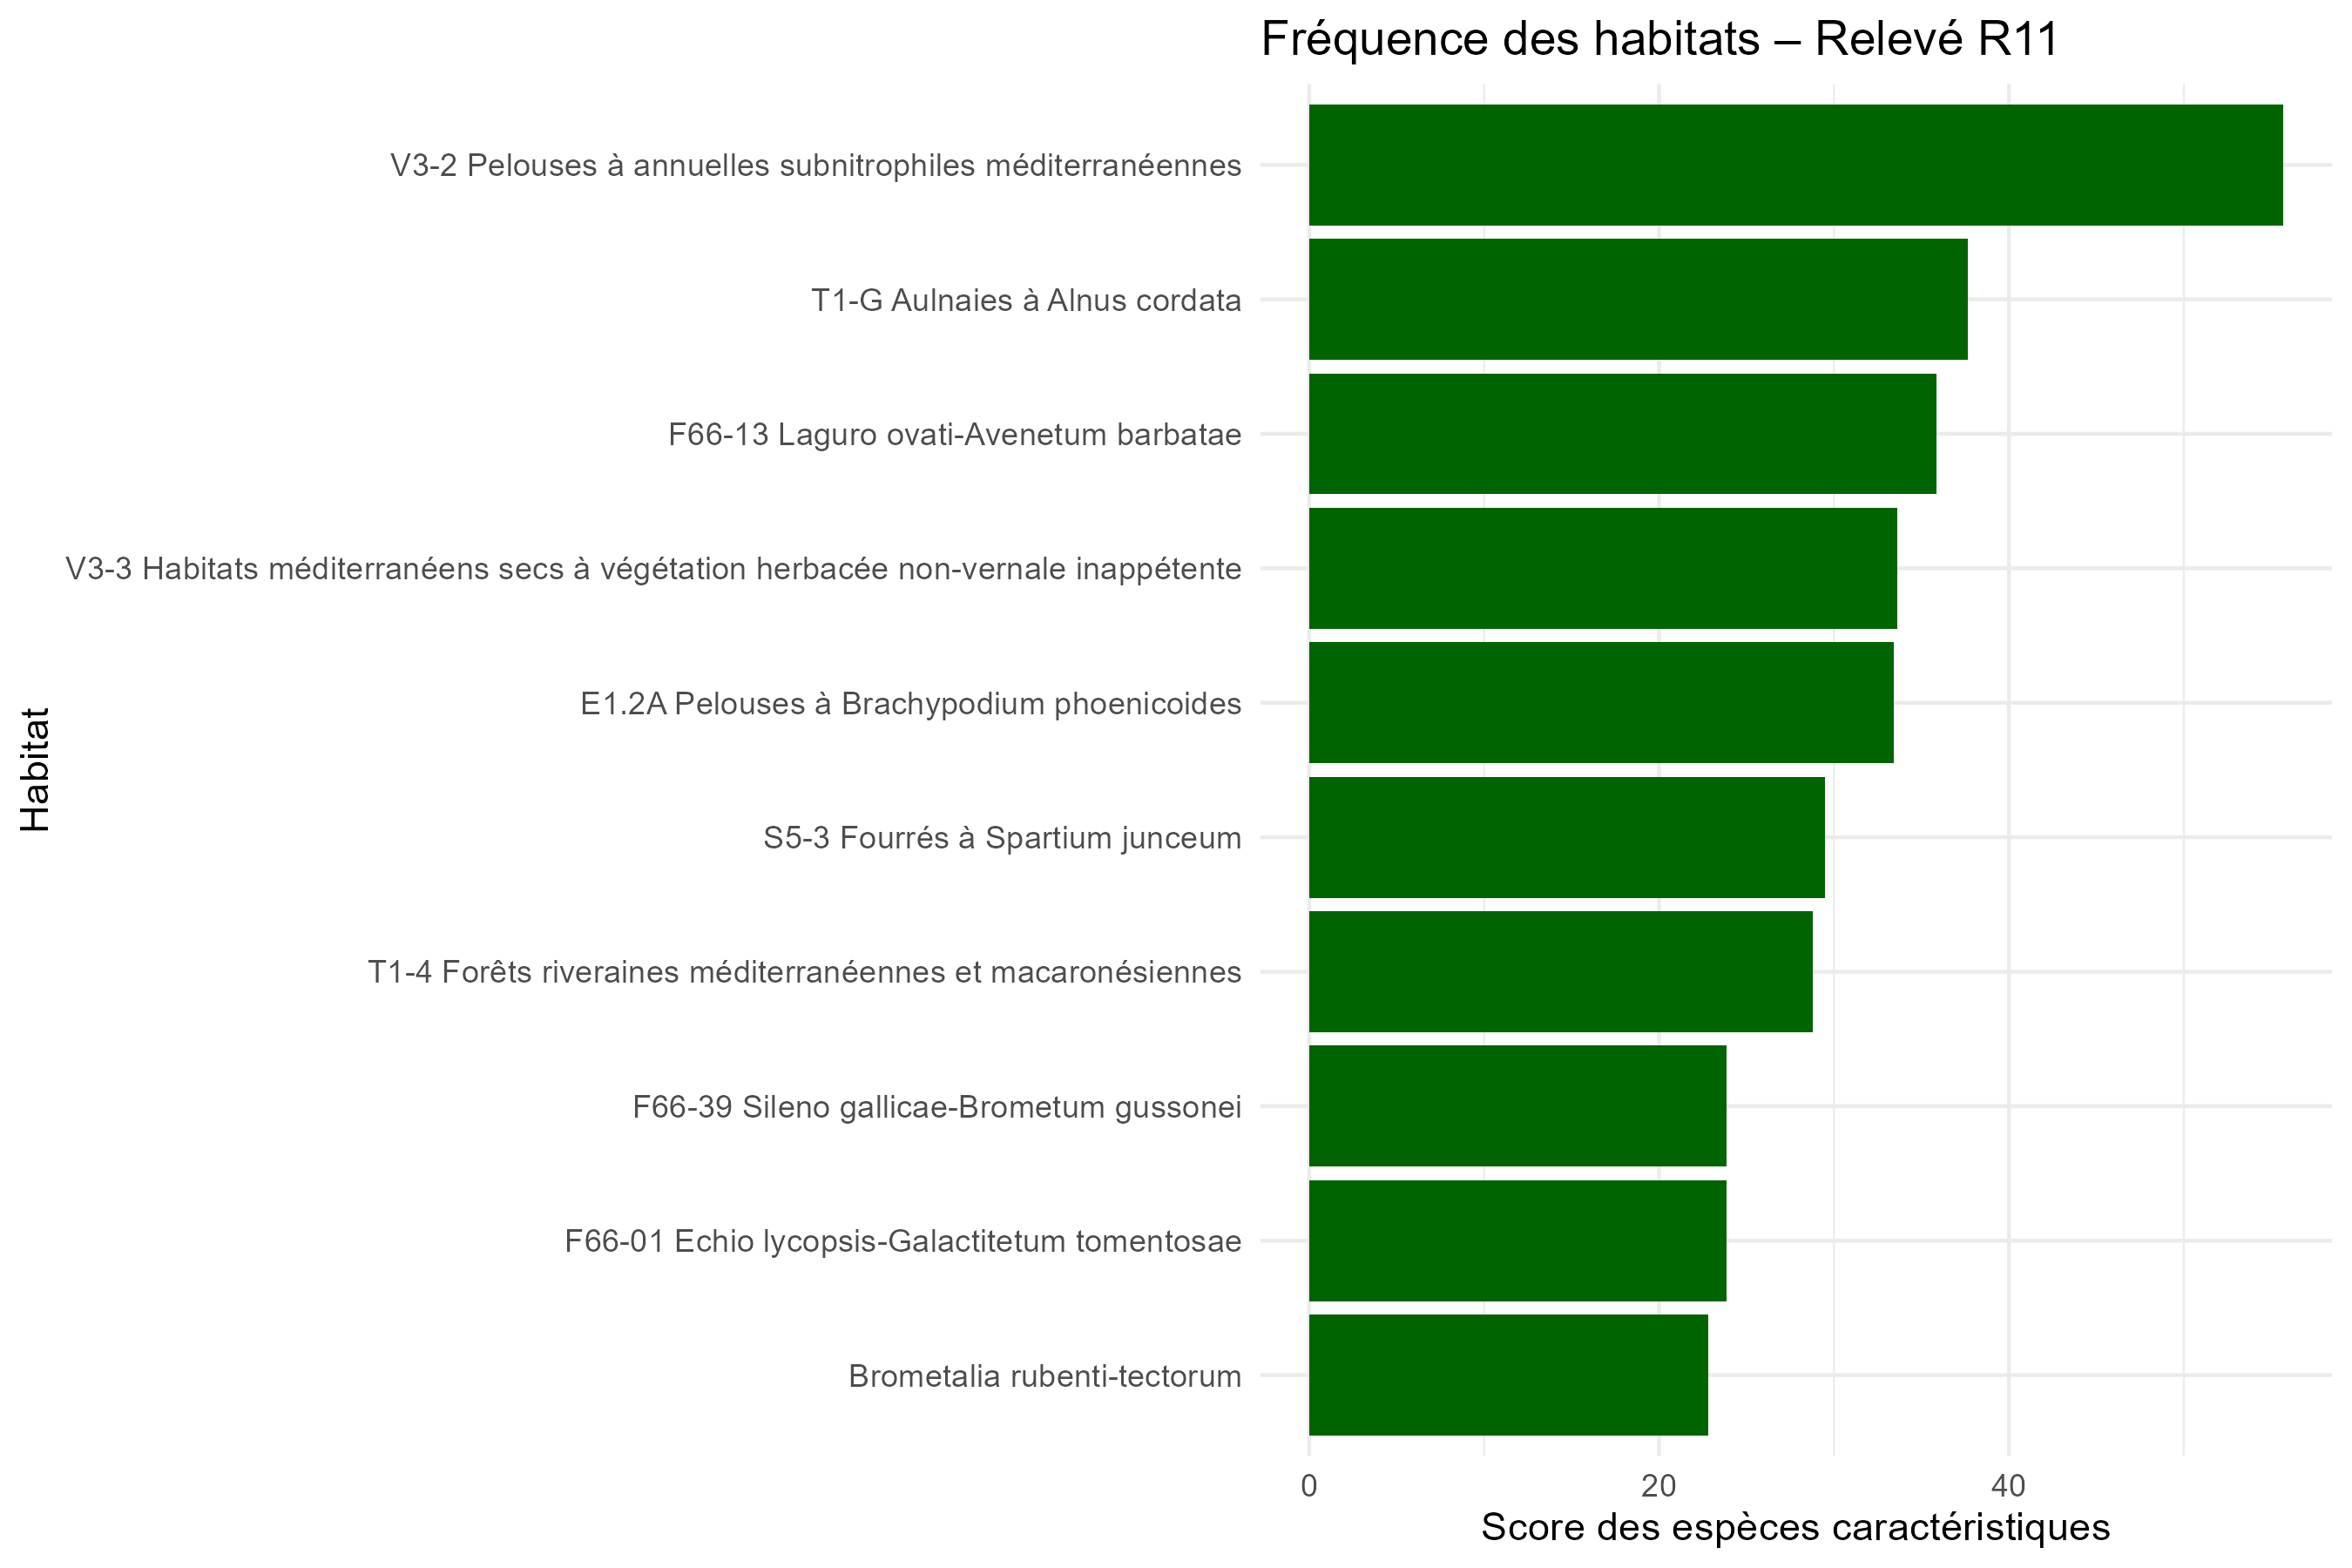 Fréquence des habitats – Relevé R11
V3-2 Pelouses à annuelles subnitrophiles méditerranéennes
T1-G Aulnaies à Alnus cordata
F66-13 Laguro ovati-Avenetum barbatae
V3-3 Habitats méditerranéens secs à végétation herbacée non-vernale inappétente
E1.2A Pelouses à Brachypodium phoenicoides
S5-3 Fourrés à Spartium junceum
T1-4 Forêts riveraines méditerranéennes et macaronésiennes
F66-39 Sileno gallicae-Brometum gussonei
F66-01 Echio lycopsis-Galactitetum tomentosae
Brometalia rubenti-tectorum
Habitat
0 20 40
Score des espèces caractéristiques